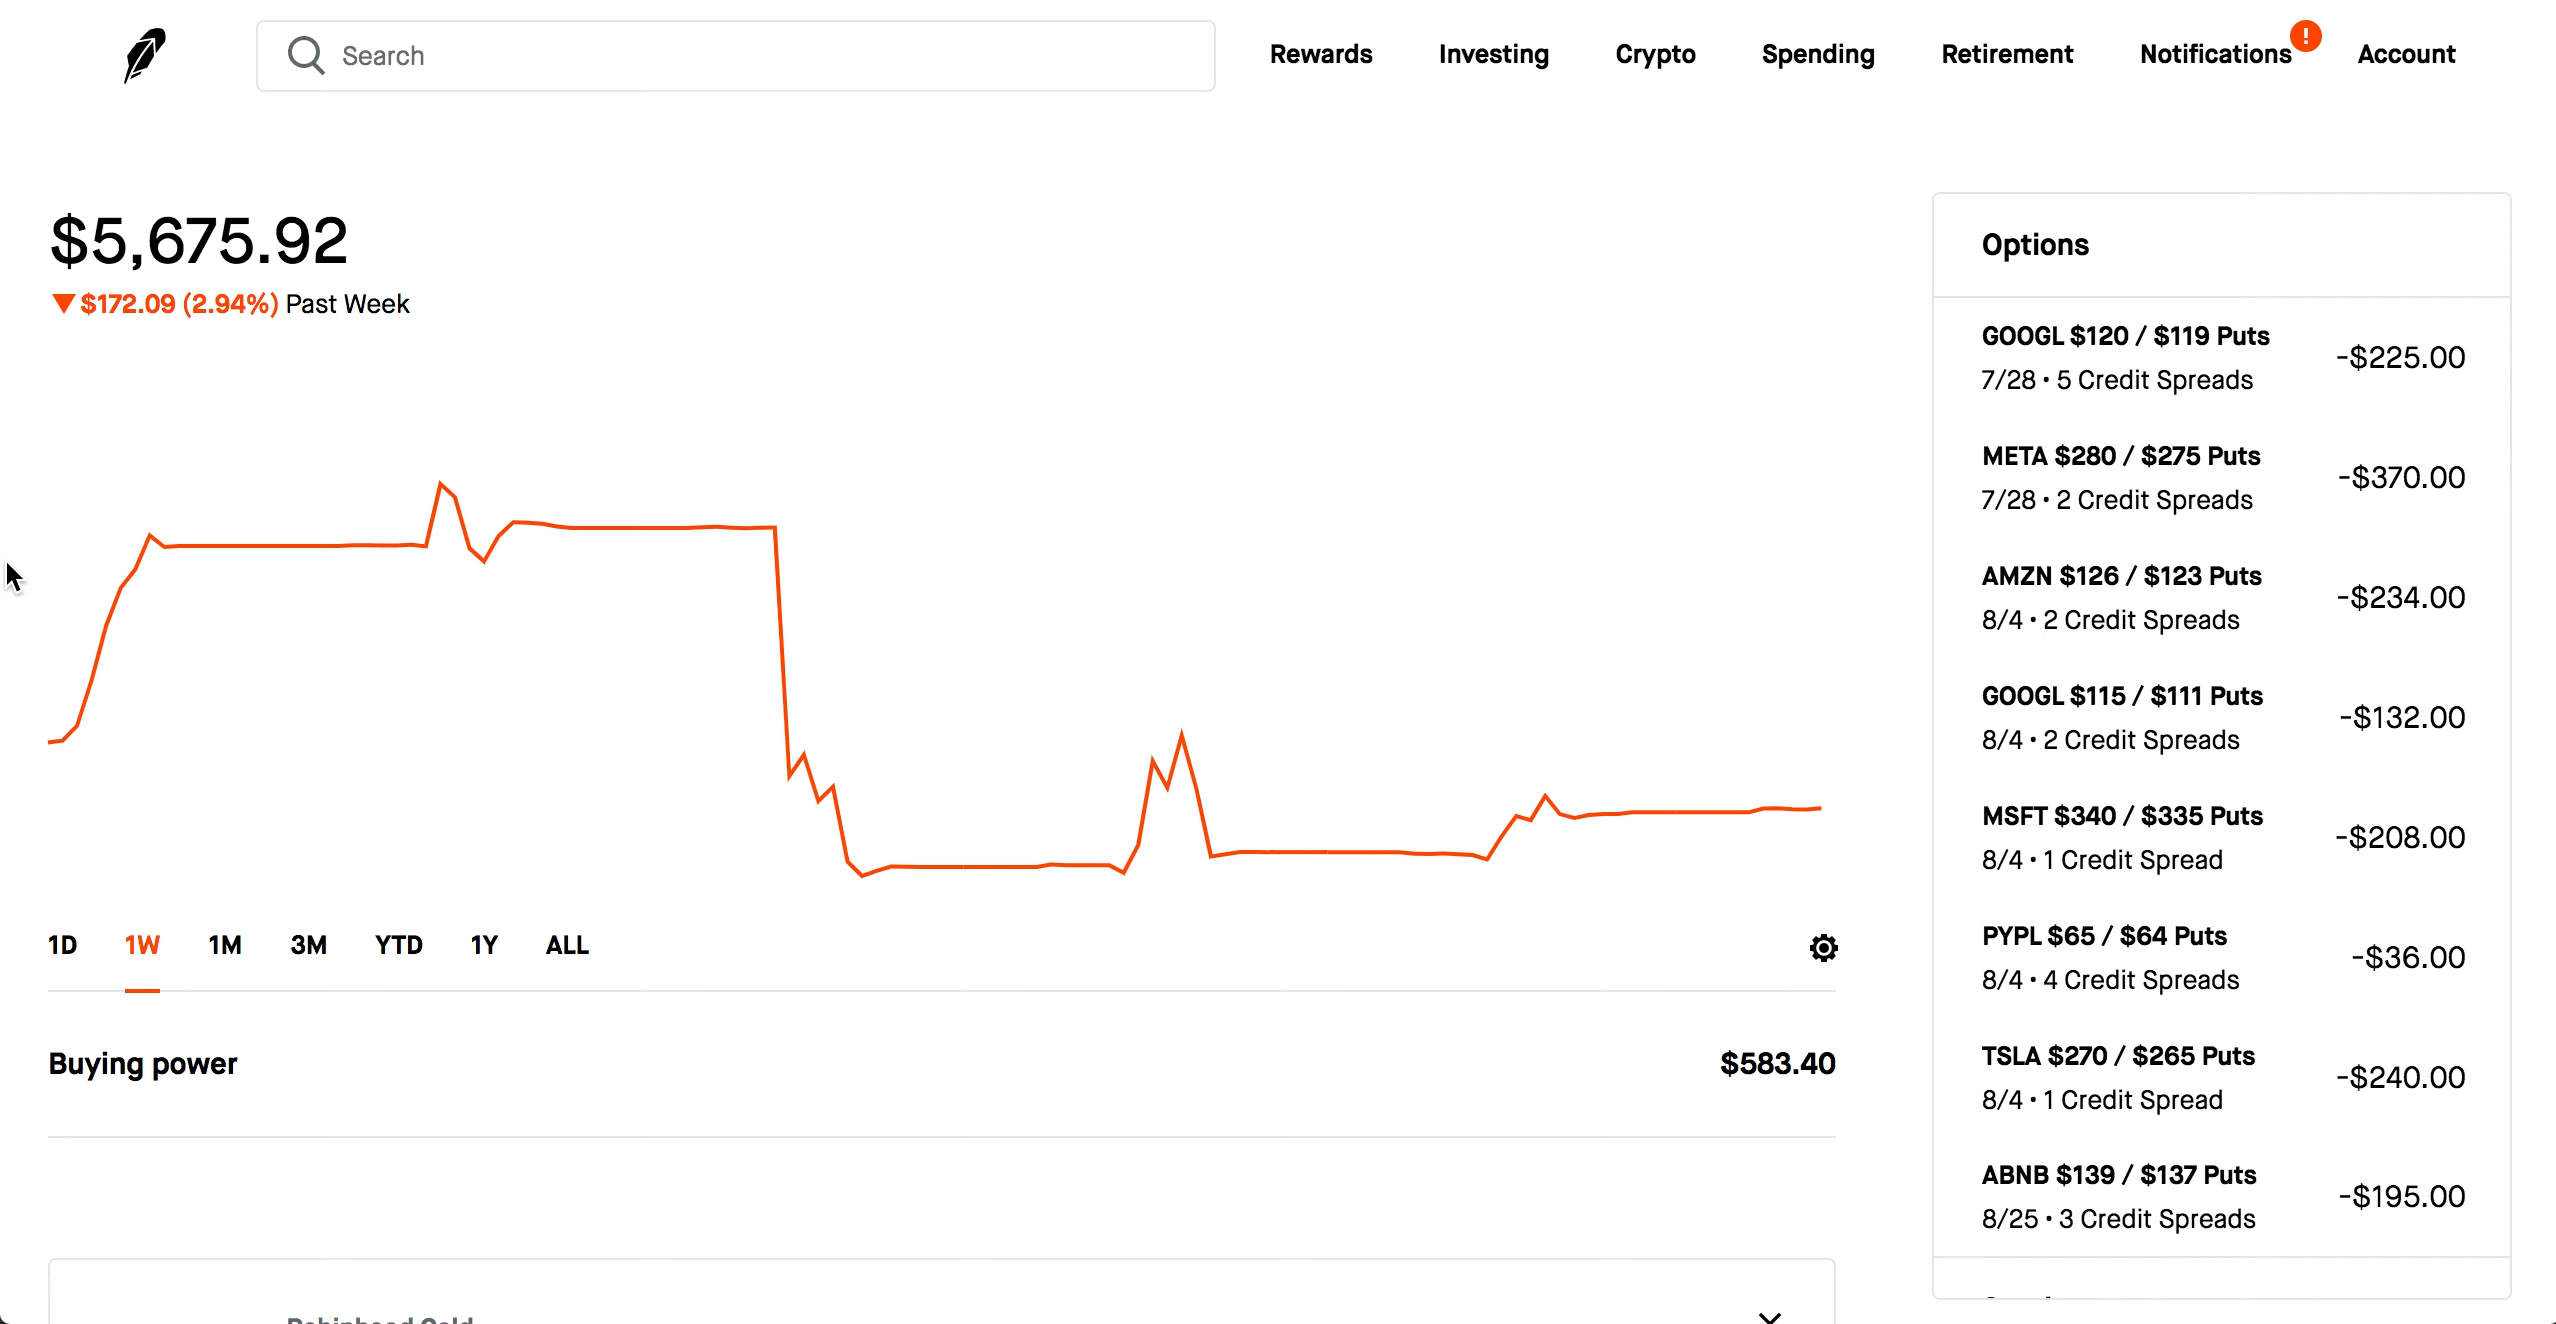 Search
Rewards
Investing
Crypto
Spending
Retirement
Notifications
!
Account
$5,675.92
▼$172.09 (2.94%) Past Week
1D
1W
1M
3M
YTD
1Y
ALL
Buying power
$583.40
Robinhood Gold
Options
GOOGL $120 / $119 Puts
7/28 • 5 Credit Spreads
-$225.00
META $280 / $275 Puts
7/28 • 2 Credit Spreads
-$370.00
AMZN $126 / $123 Puts
8/4 • 2 Credit Spreads
-$234.00
GOOGL $115 / $111 Puts
8/4 • 2 Credit Spreads
-$132.00
MSFT $340 / $335 Puts
8/4 • 1 Credit Spread
-$208.00
PYPL $65 / $64 Puts
8/4 • 4 Credit Spreads
-$36.00
TSLA $270 / $265 Puts
8/4 • 1 Credit Spread
-$240.00
ABNB $139 / $137 Puts
8/25 • 3 Credit Spreads
-$195.00